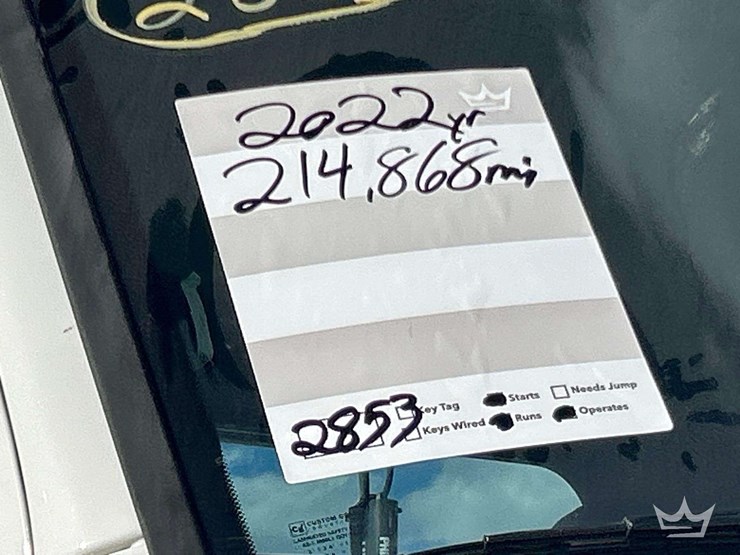 2022yr
214,868mi
2853
Key Tag
Starts
Needs Jump
Keys Wired
Runs
Operates